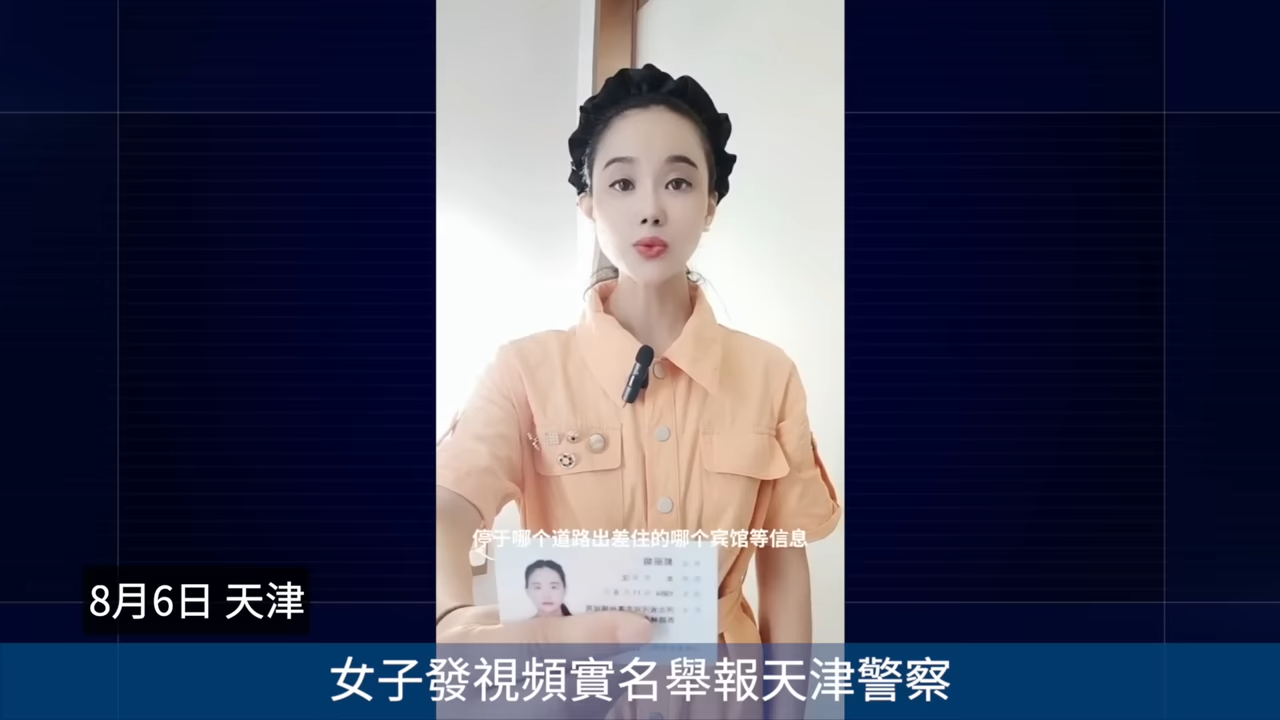 停于哪个道路出差住的哪个宾馆等信息
8月6日 天津
女子發視頻實名舉報天津警察